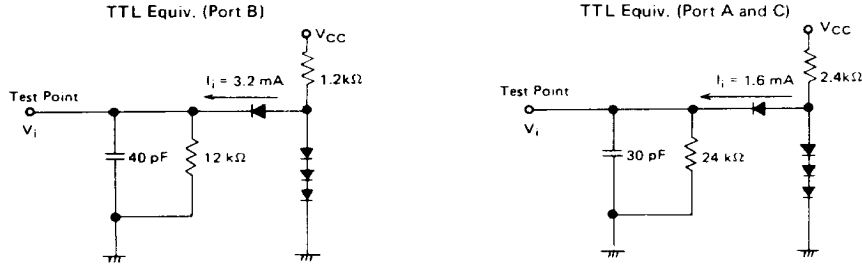 TTL Equiv. (Port B)
VCC
1.2kΩ
Ii = 3.2 mA
Test Point
Vi
40 pF
12 kΩ
TTL Equiv. (Port A and C)
VCC
2.4kΩ
Ii = 1.6 mA
Test Point
Vi
30 pF
24 kΩ